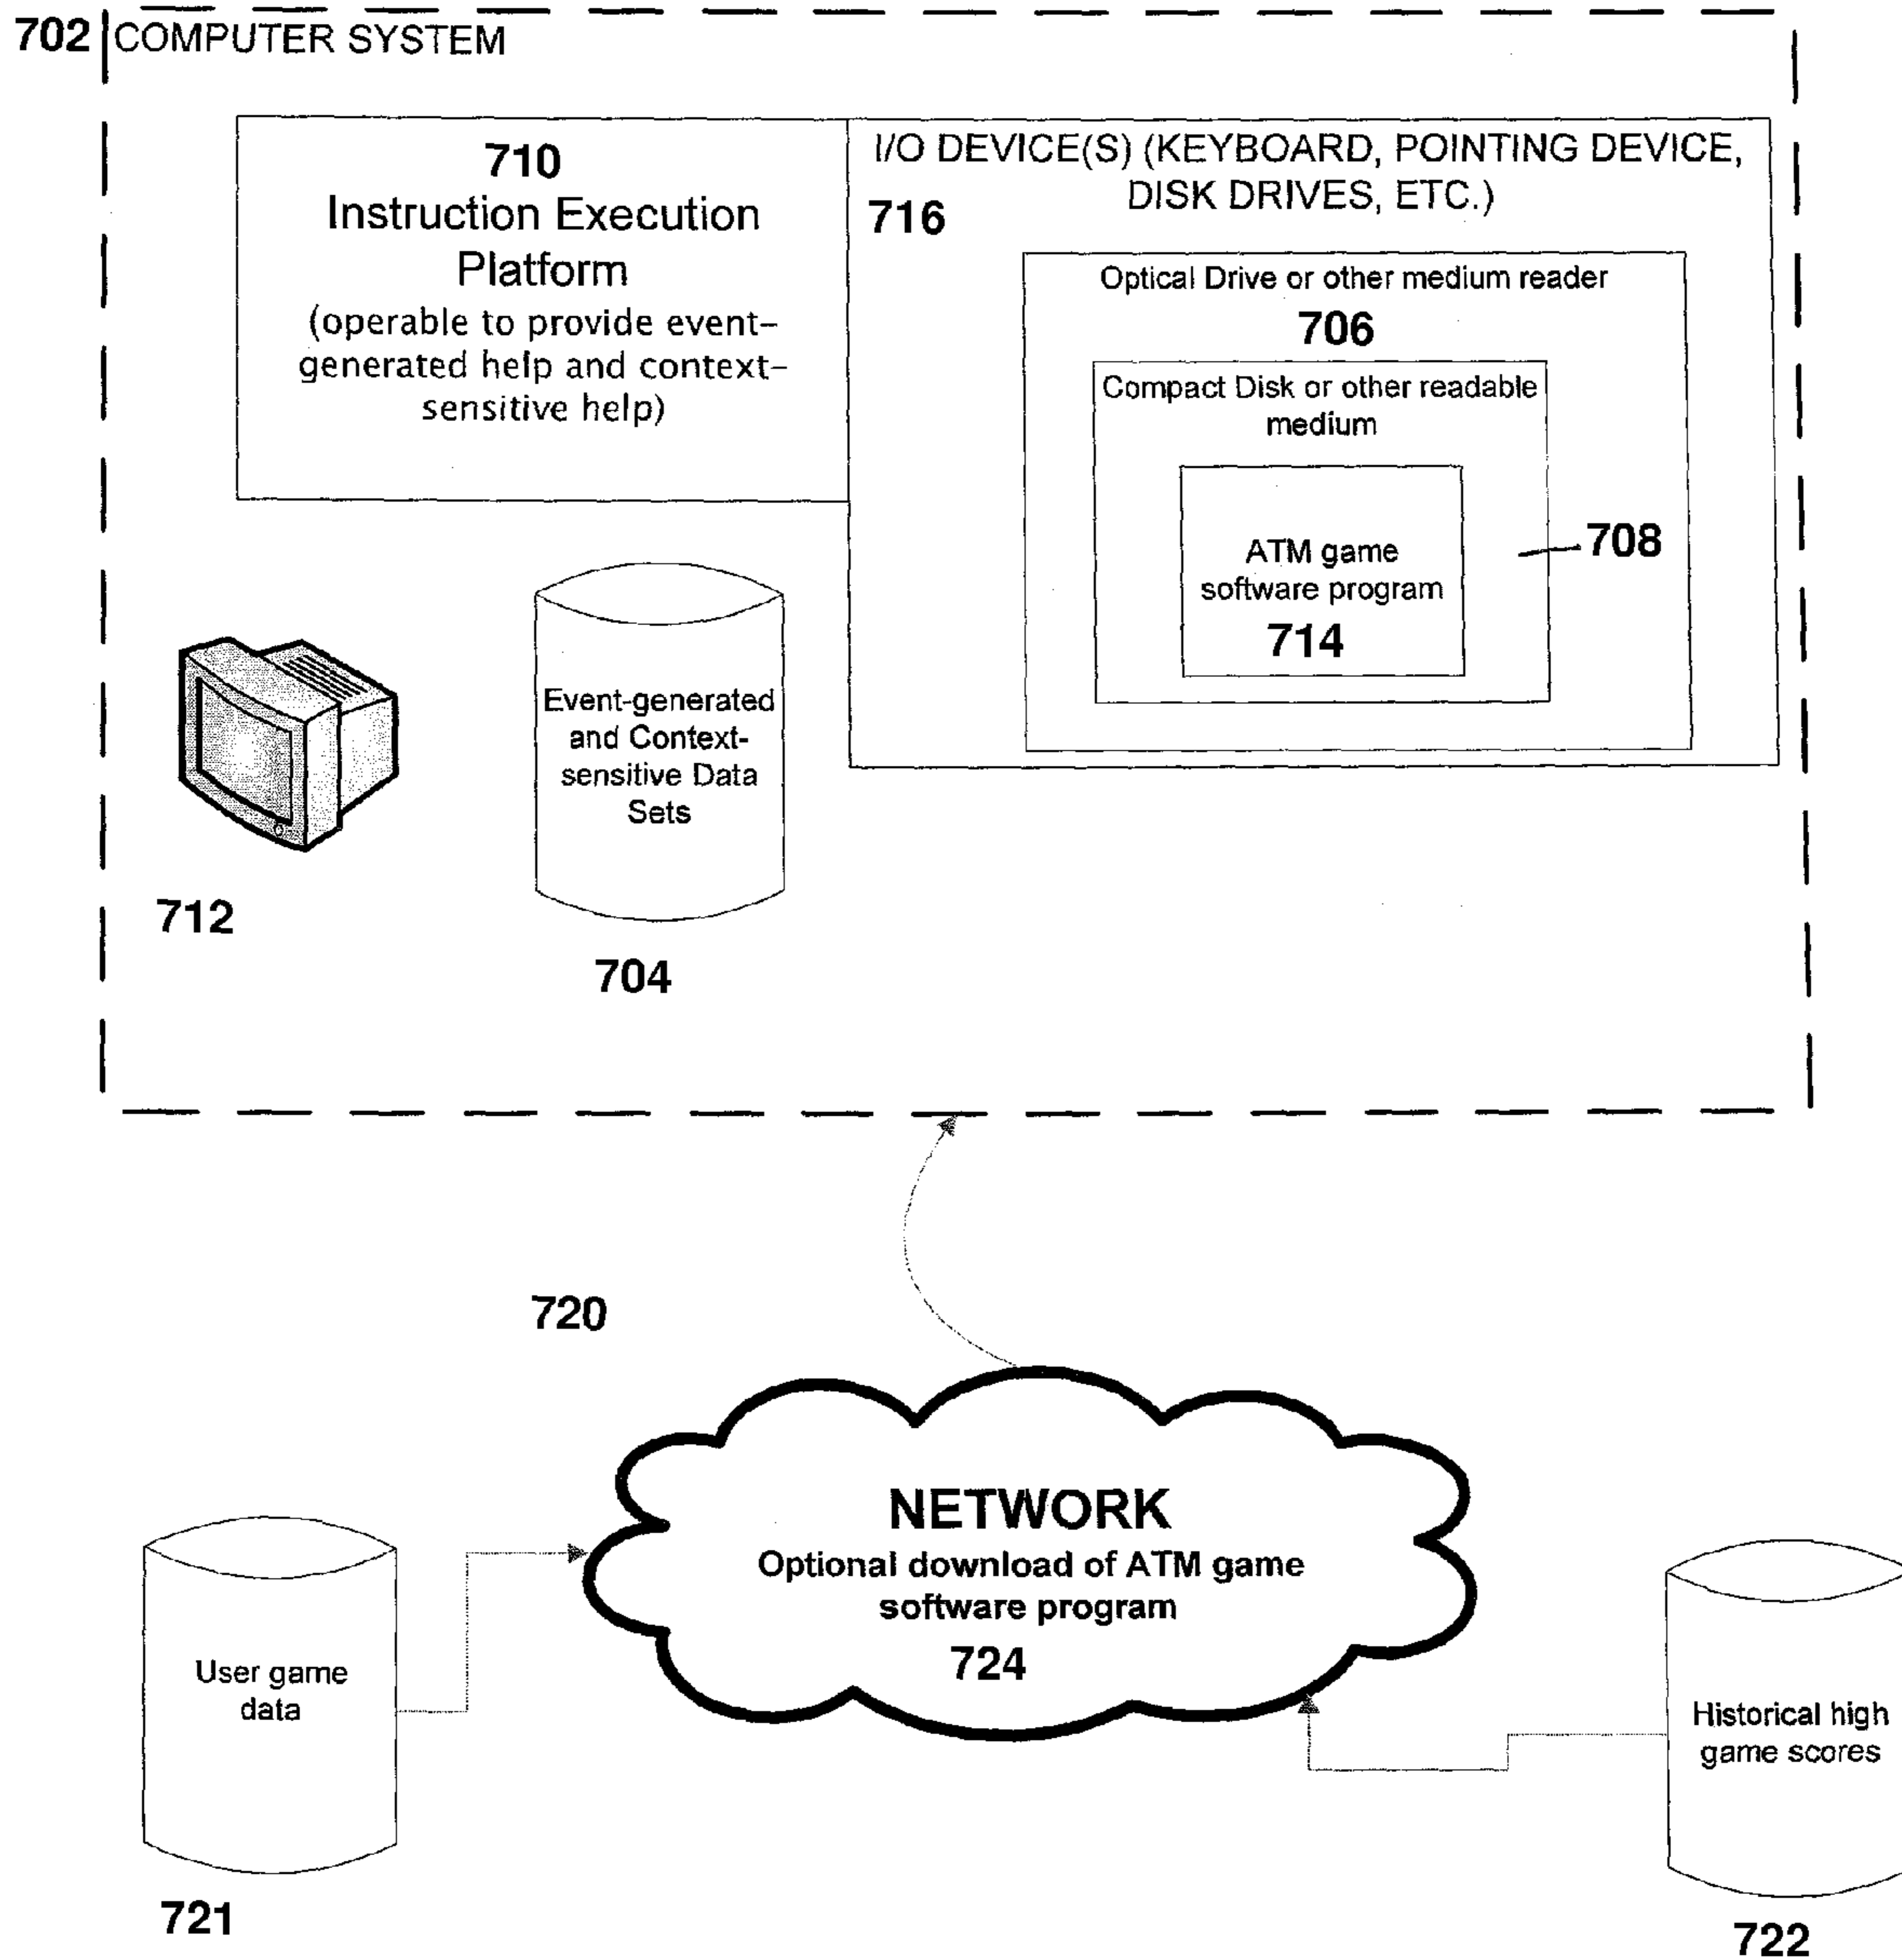 702 COMPUTER SYSTEM
710
Instruction Execution
Platform
(operable to provide event-
generated help and context-
sensitive help)
I/O DEVICE(S) (KEYBOARD, POINTING DEVICE,
DISK DRIVES, ETC.)
716
Optical Drive or other medium reader
706
Compact Disk or other readable
medium
ATM game
software program
714
708
Event-generated
and Context-
sensitive Data
Sets
712
704
720
NETWORK
Optional download of ATM game
software program
724
User game
data
721
Historical high
game scores
722